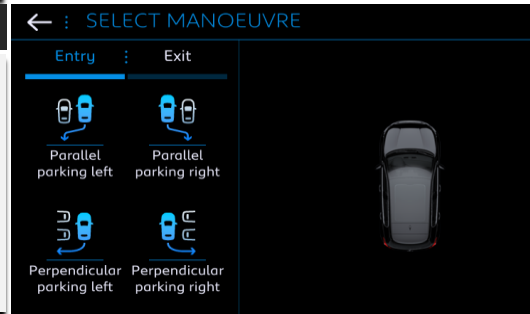 SELECT MANOEUVRE
Entry
Exit
Parallel
parking left
Parallel
parking right
Perpendicular
parking left
Perpendicular
parking right